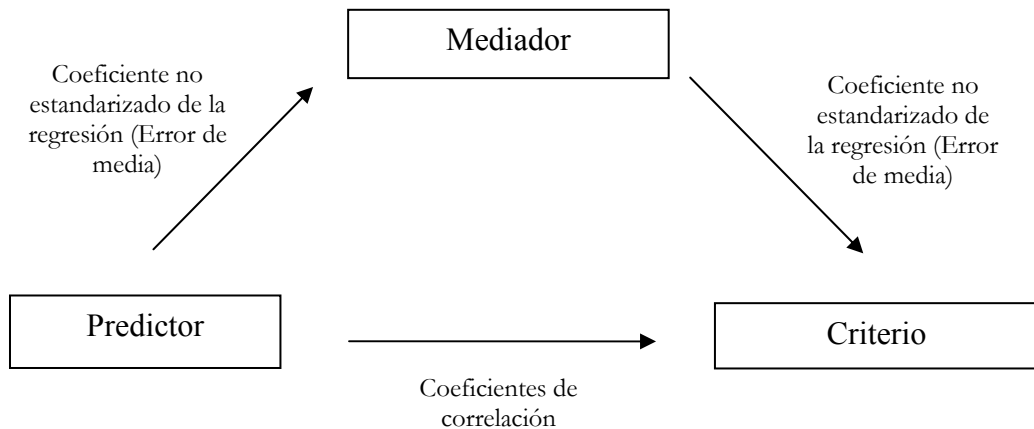 Mediador
Coeficiente no
estandarizado de la
regresión (Error de
media)
Coeficiente no
estandarizado de
la regresión (Error
de media)
Predictor
Criterio
Coeficientes de
correlación